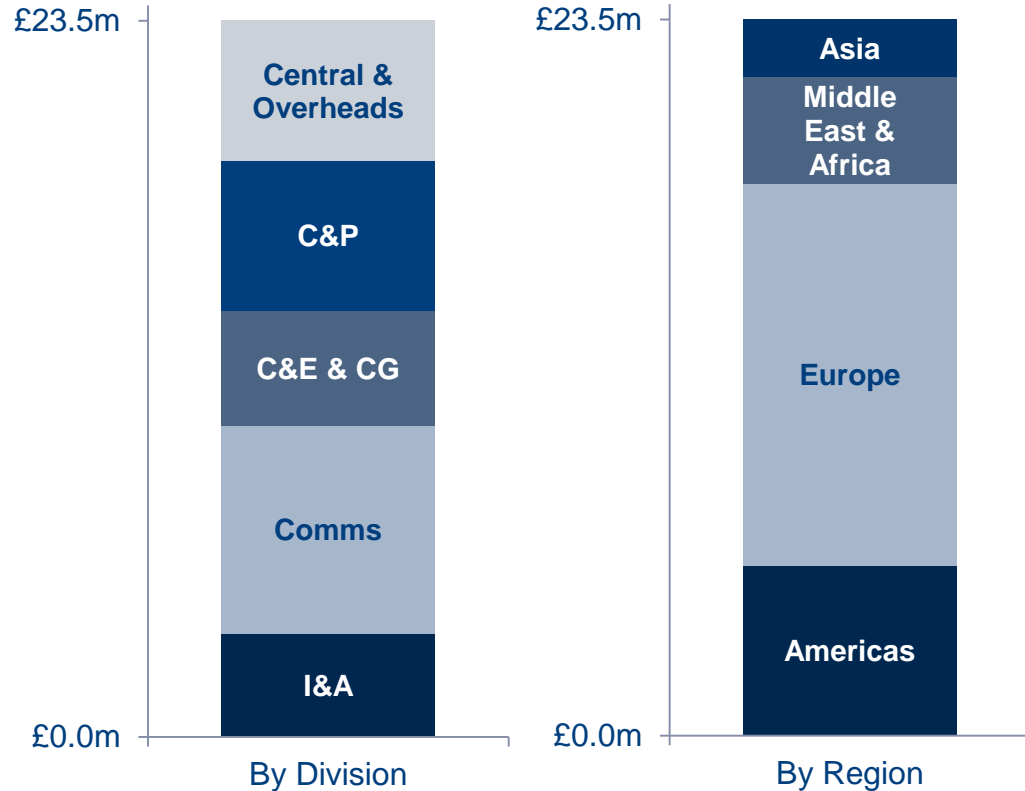 £23.5m
Central &
Overheads
C&P
C&E & CG
Comms
I&A
£0.0m
By Division
£23.5m
Asia
Middle
East &
Africa
Europe
Americas
£0.0m
By Region